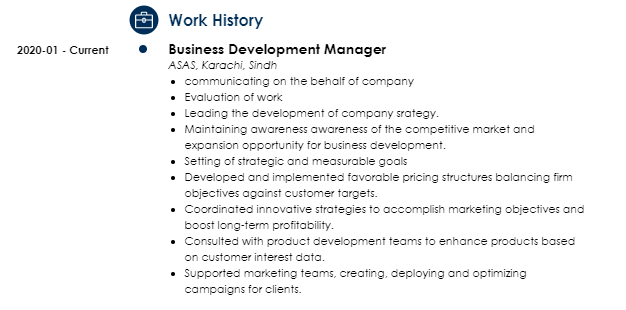 Work History
2020-01 - Current
Business Development Manager
ASAS, Karachi, Sindh
• communicating on the behalf of company
• Evaluation of work
• Leading the development of company srategy.
• Maintaining awareness awareness of the competitive market and
expansion opportunity for business development.
• Setting of strategic and measurable goals
• Developed and implemented favorable pricing structures balancing firm
objectives against customer targets.
• Coordinated innovative strategies to accomplish marketing objectives and
boost long-term profitability.
• Consulted with product development teams to enhance products based
on customer interest data.
• Supported marketing teams, creating, deploying and optimizing
campaigns for clients.